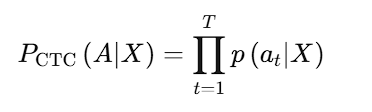 P_CTC (A|X) = ∏_{t=1}^{T} p (a_t|X)